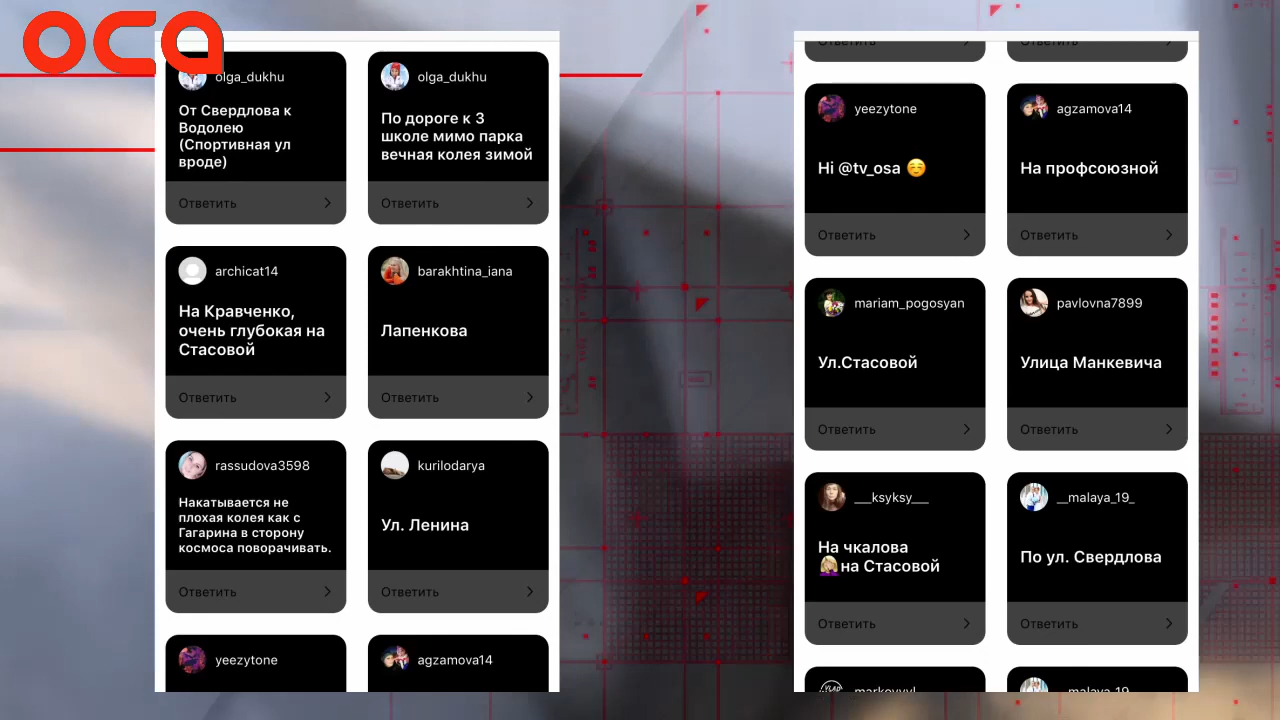 оса
olga_dukhu
От Свердлова к
Водолею
(Спортивная ул
вроде)
Ответить
olga_dukhu
По дороге к 3
школе мимо парка
вечная колея зимой
Ответить
archicat14
На Кравченко,
очень глубокая на
Стасовой
Ответить
barakhtina_iana
Лапенкова
Ответить
rassudova3598
Накатывается не
плохая колея как с
Гагарина в сторону
космоса поворачивать.
Ответить
kurilodarya
Ул. Ленина
Ответить
yeezytone
agzamova14
Ответить
Ответить
yeezytone
Hi @tv_osa ☺️
Ответить
agzamova14
На профсоюзной
Ответить
mariam_pogosyan
Ул.Стасовой
Ответить
pavlovna7899
Улица Манкевича
Ответить
___ksyksy___
На чкалова
🤦🏼‍♀️на Стасовой
Ответить
__malaya_19_
По ул. Свердлова
Ответить
__malaya_19_